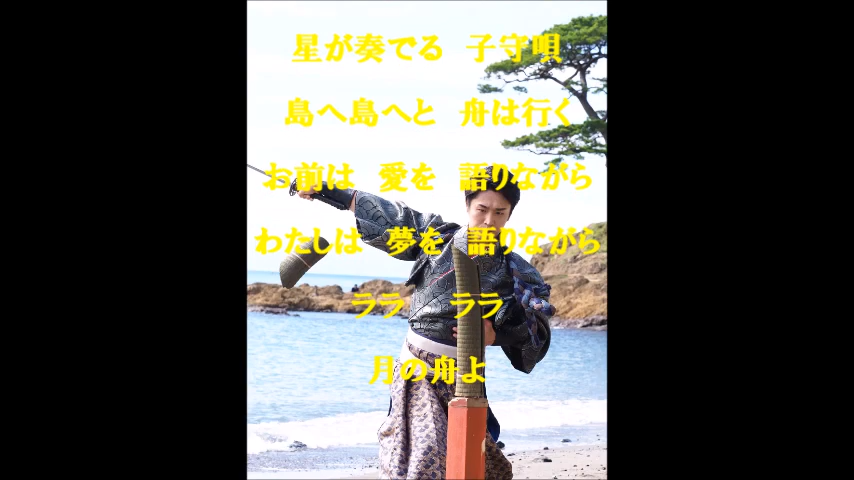 星が奏でる　子守唄
島へ島へと　舟は行く
お前は　愛を　語りながら
わたしは　夢を　語りながら
ララ　ララ
月の舟よ